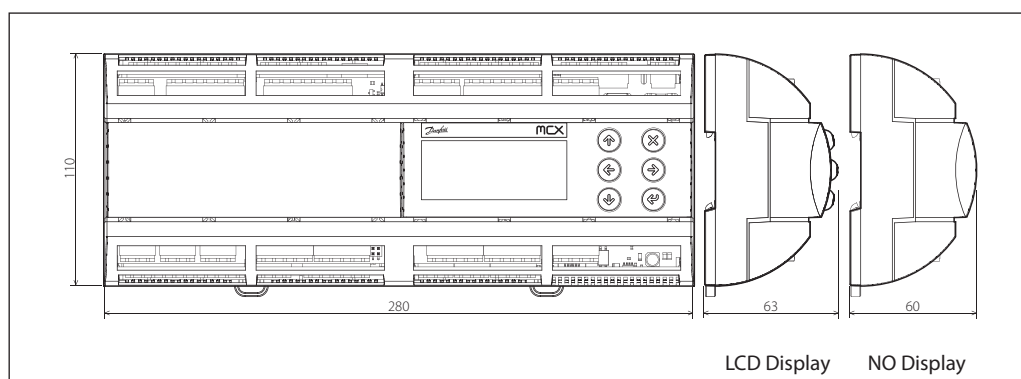 Danfoss
MCX
110
280
63
60
LCD Display
NO Display